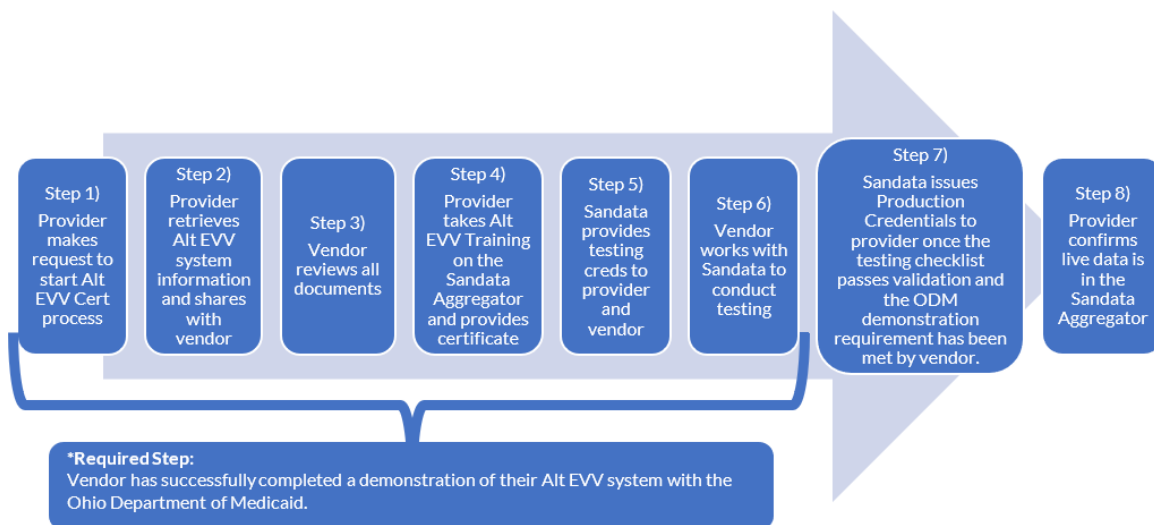 Step 1)
Provider
makes
request to
start Alt
EVV Cert
process
Step 2)
Provider
retrieves
Alt EVV
system
information
and shares
with
vendor
Step 3)
Vendor
reviews all
documents
Step 4)
Provider
takes Alt
EVV Training
on the
Sandata
Aggregator
and provides
certificate
Step 5)
Sandata
provides
testing
creds to
provider
and
vendor
Step 6)
Vendor
works with
Sandata to
conduct
testing
Step 7)
Sandata issues
Production
Credentials to
provider once the
testing checklist
passes validation and
the ODM
demonstration
requirement has been
met by vendor.
Step 8)
Provider
confirms
live data is
in the
Sandata
Aggregator
*Required Step:
Vendor has successfully completed a demonstration of their Alt EVV system with the
Ohio Department of Medicaid.